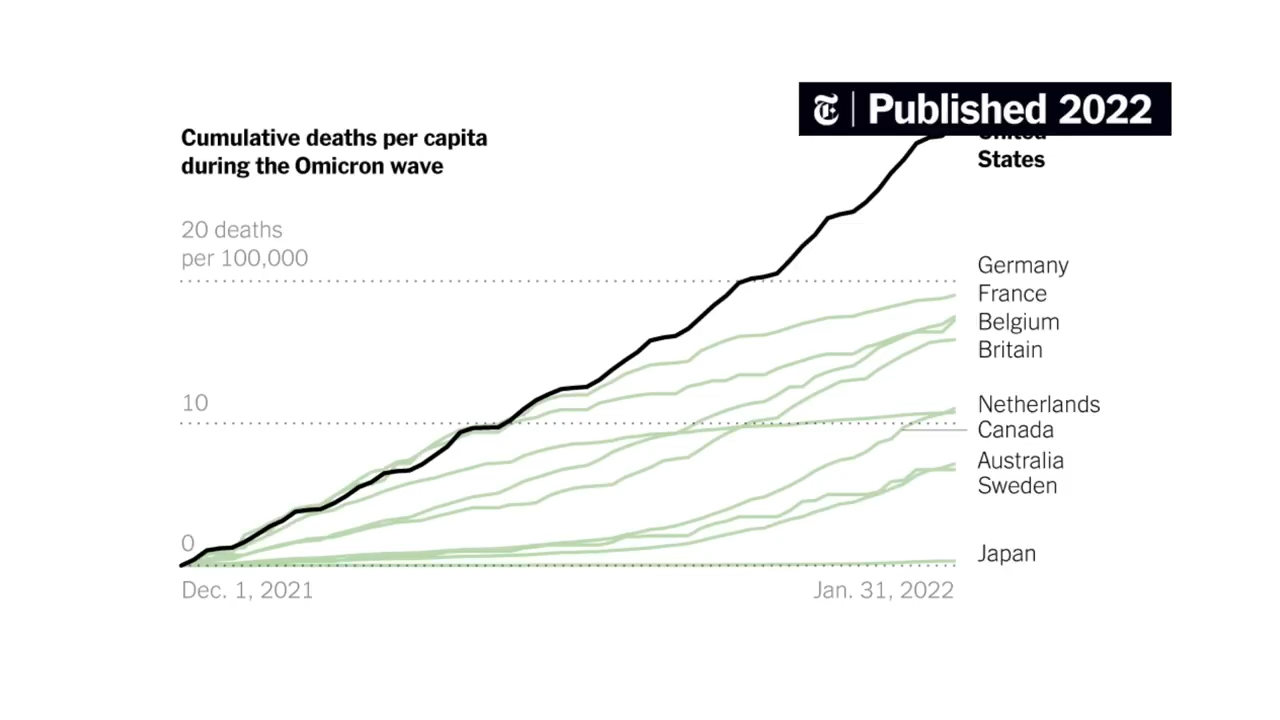 Published 2022
Cumulative deaths per capita
during the Omicron wave
United
States
20 deaths
per 100,000
Germany
France
Belgium
Britain
10
Netherlands
Canada
Australia
Sweden
0
Japan
Dec. 1, 2021
Jan. 31, 2022